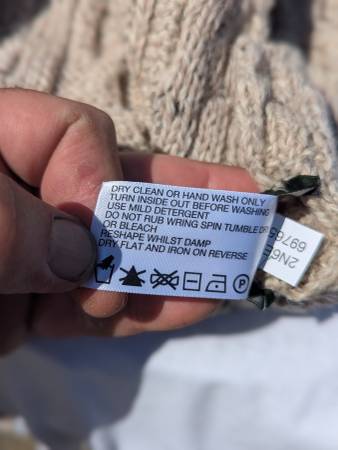 DRY CLEAN OR HAND WASH ONLY
TURN INSIDE OUT BEFORE WASHING
USE MILD DETERGENT
DO NOT RUB WRING SPIN TUMBLE DRY
OR BLEACH
RESHAPE WHILST DAMP
DRY FLAT AND IRON ON REVERSE
P